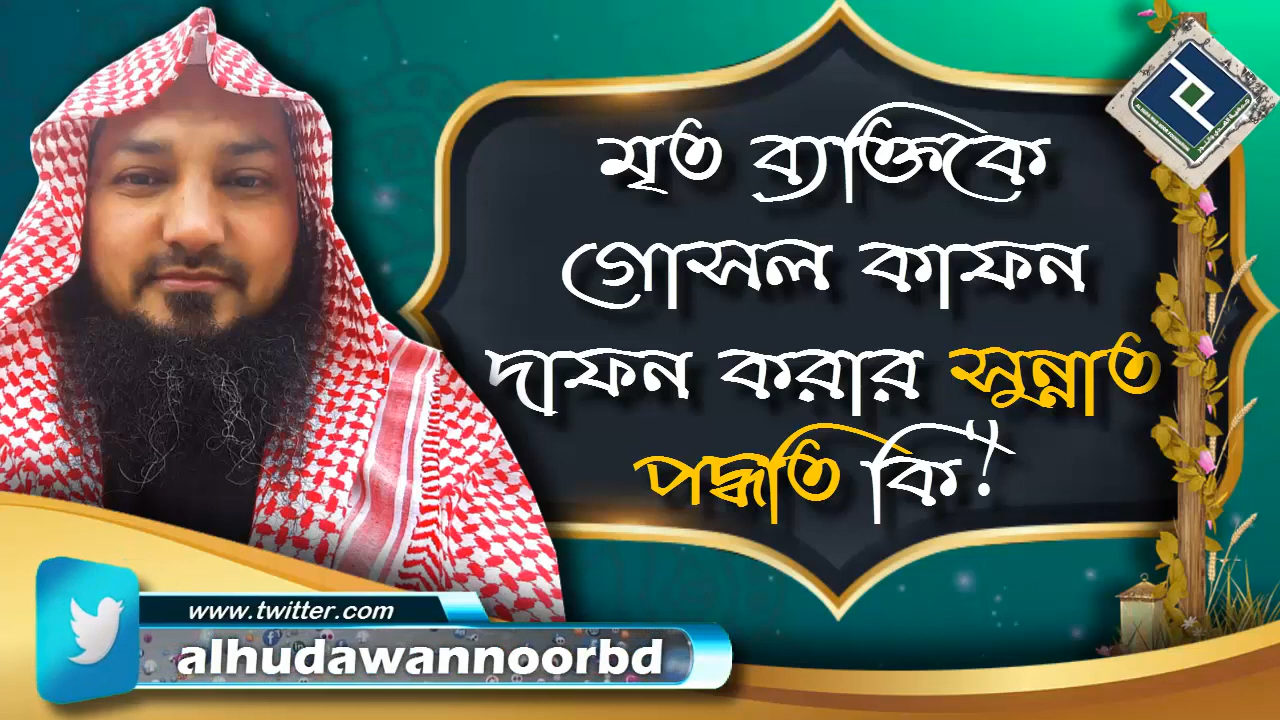 মৃত ব্যক্তিকে
গোসল কাফন
দাফন করার সুন্নাত
পদ্ধতি কি?
www.twitter.com
alhudawannoorbd